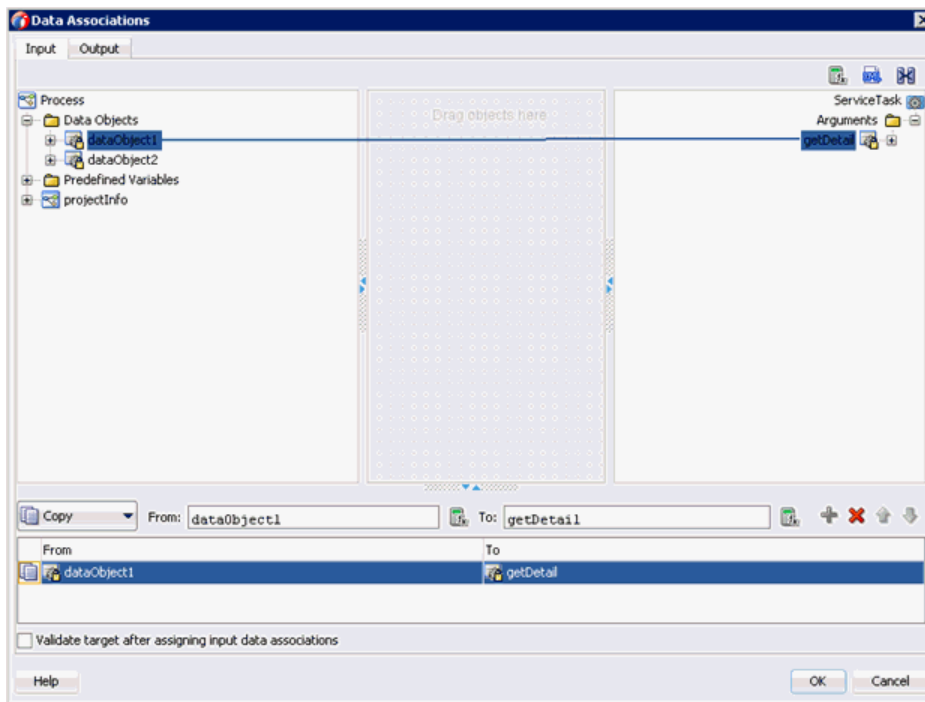 Data Associations
Input Output
Process
Data Objects
dataObject1
dataObject2
Predefined Variables
projectInfo
Drag objects here
ServiceTask
Arguments
getDetail
Copy From: dataObject1 To: getDetail
From To
dataObject1 getDetail
Validate target after assigning input data associations
Help OK Cancel